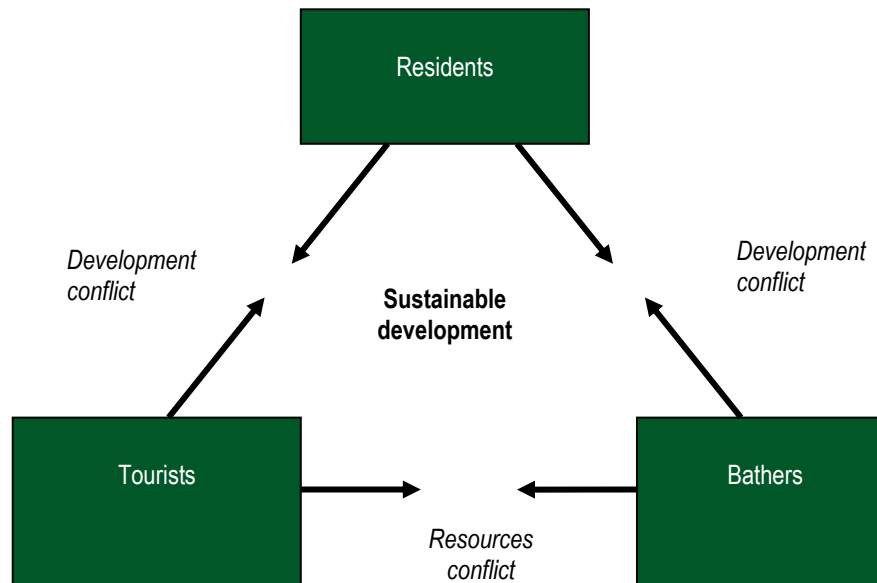 Residents
Development
conflict
Development
conflict
Sustainable
development
Tourists
Bathers
Resources
conflict